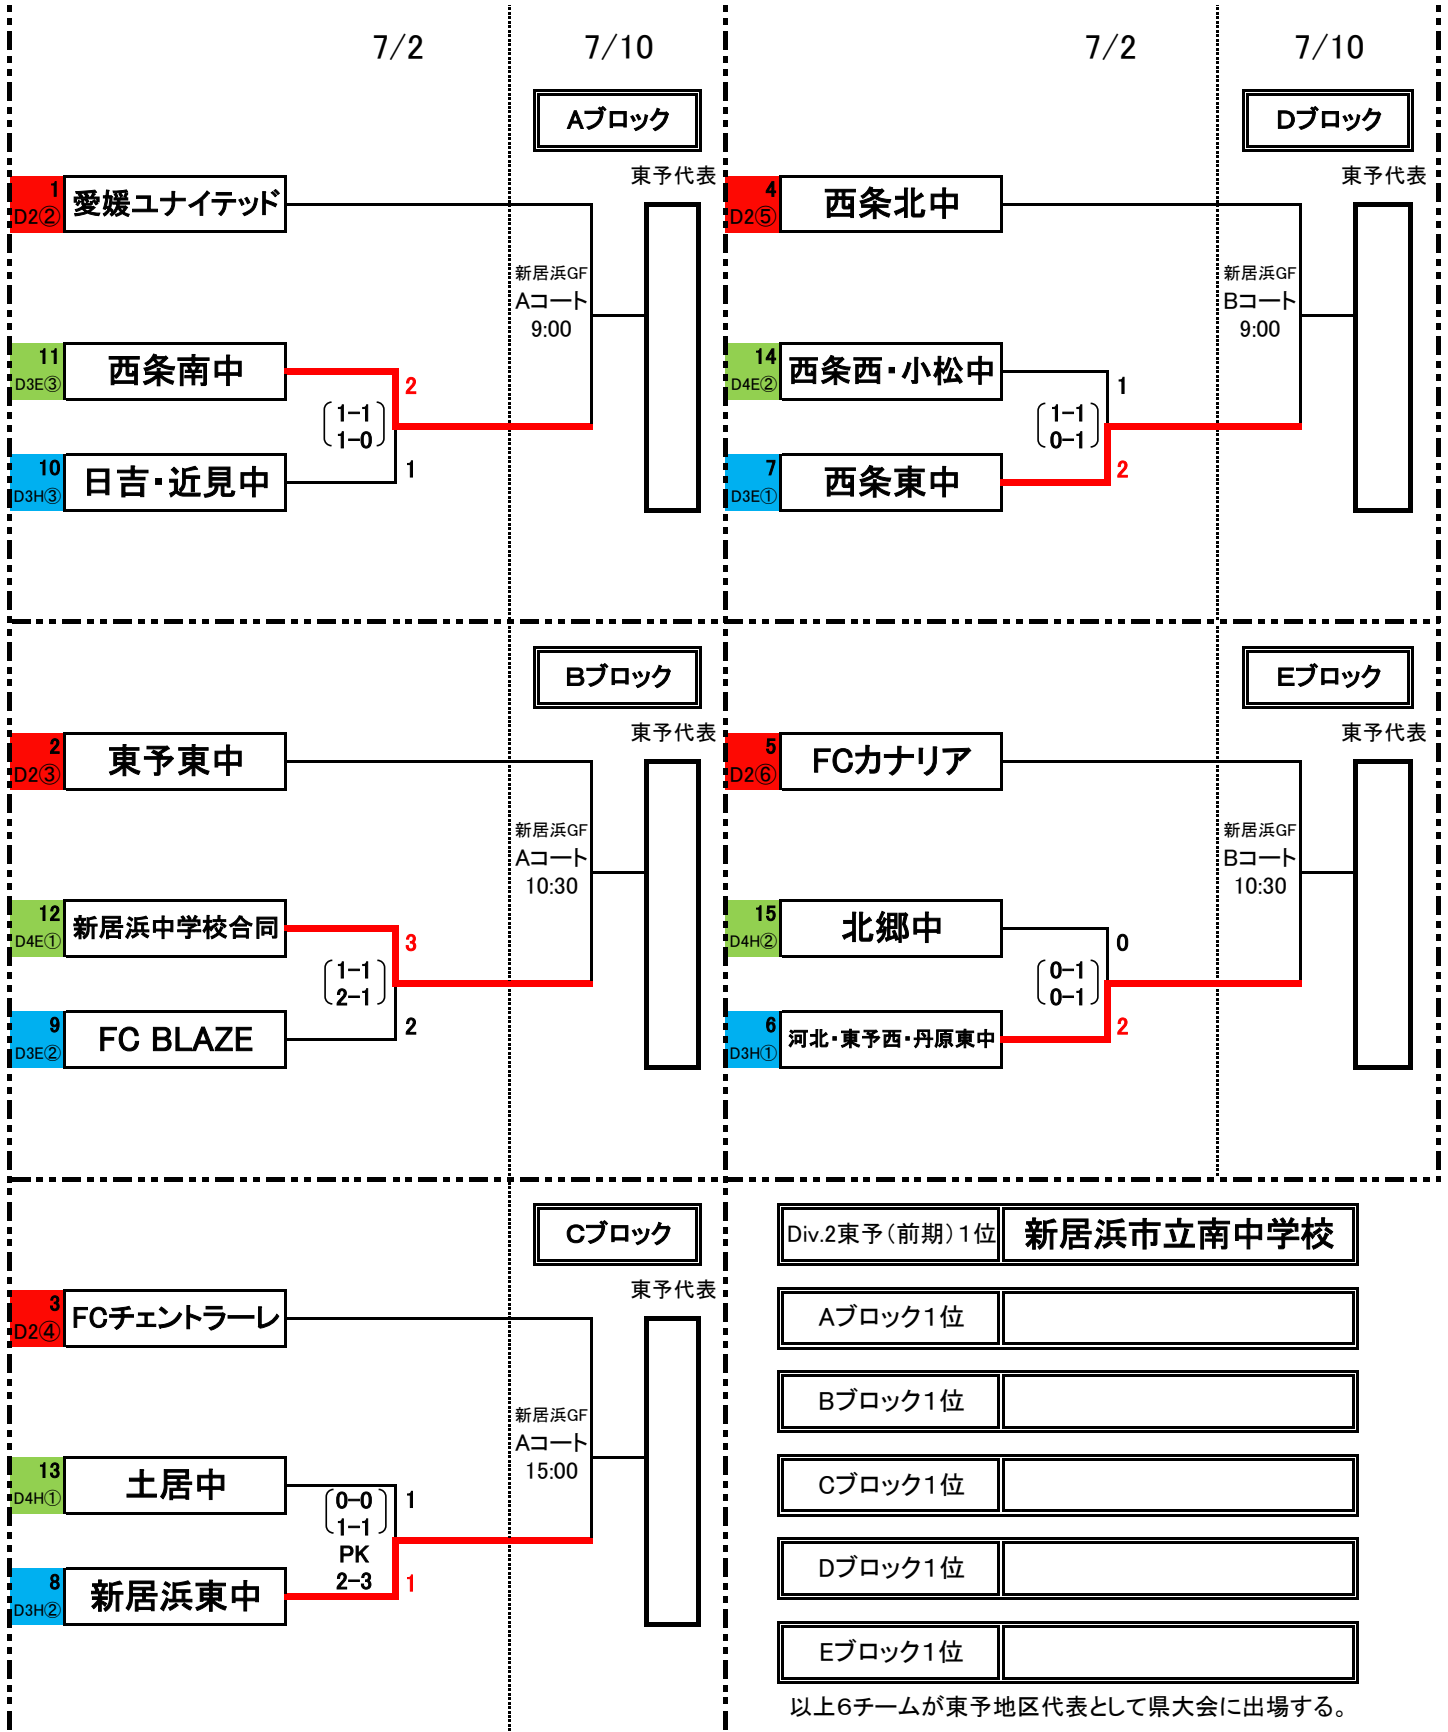 7/2
7/10
Aブロック
東予代表
1
D2②
愛媛ユナイテッド
新居浜GF
Aコート
9:00
11
D3E③
西条南中
2
1-1
1-0
10
D3H③
日吉・近見中
1
7/2
7/10
Dブロック
東予代表
4
D2⑤
西条北中
新居浜GF
Bコート
9:00
14
D4E②
西条西・小松中
1
1-1
0-1
7
D3E①
西条東中
2
Bブロック
東予代表
2
D2③
東予東中
新居浜GF
Aコート
10:30
12
D4E①
新居浜中学校合同
3
1-1
2-1
9
D3E②
FC BLAZE
2
Eブロック
東予代表
5
D2⑥
FCカナリア
新居浜GF
Bコート
10:30
15
D4H②
北郷中
0
0-1
0-1
6
D3H①
河北・東予西・丹原東中
2
Cブロック
東予代表
3
D2④
FCチェントラーレ
新居浜GF
Aコート
15:00
13
D4H①
土居中
1
0-0
1-1
PK
2-3
8
D3H②
新居浜東中
1
Div.2東予(前期)1位 新居浜市立南中学校
Aブロック1位
Bブロック1位
Cブロック1位
Dブロック1位
Eブロック1位
以上6チームが東予地区代表として県大会に出場する。